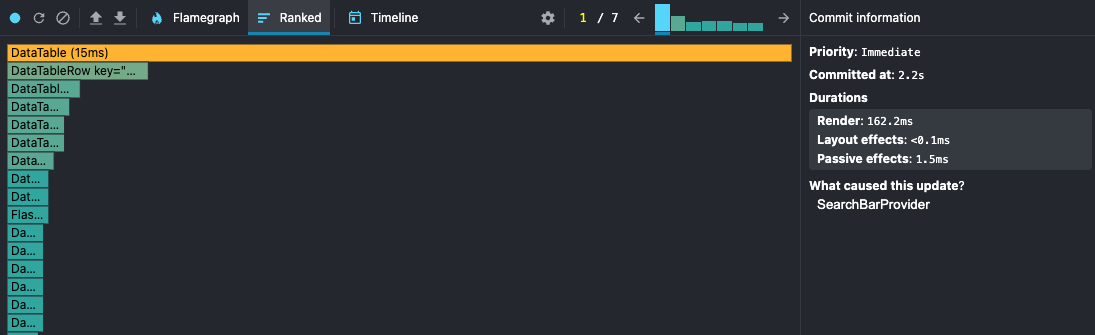 Flamegraph Ranked Timeline 1 / 7 Commit information
DataTable (15ms)
DataTableRow key="...
DataTabl...
DataTa...
DataTa...
DataTa...
Data...
Dat...
Dat...
Flas...
Da...
Da...
Da...
Da...
Da...
Da...
Priority: Immediate
Committed at: 2.2s
Durations
Render: 162.2ms
Layout effects: <0.1ms
Passive effects: 1.5ms
What caused this update?
SearchBarProvider